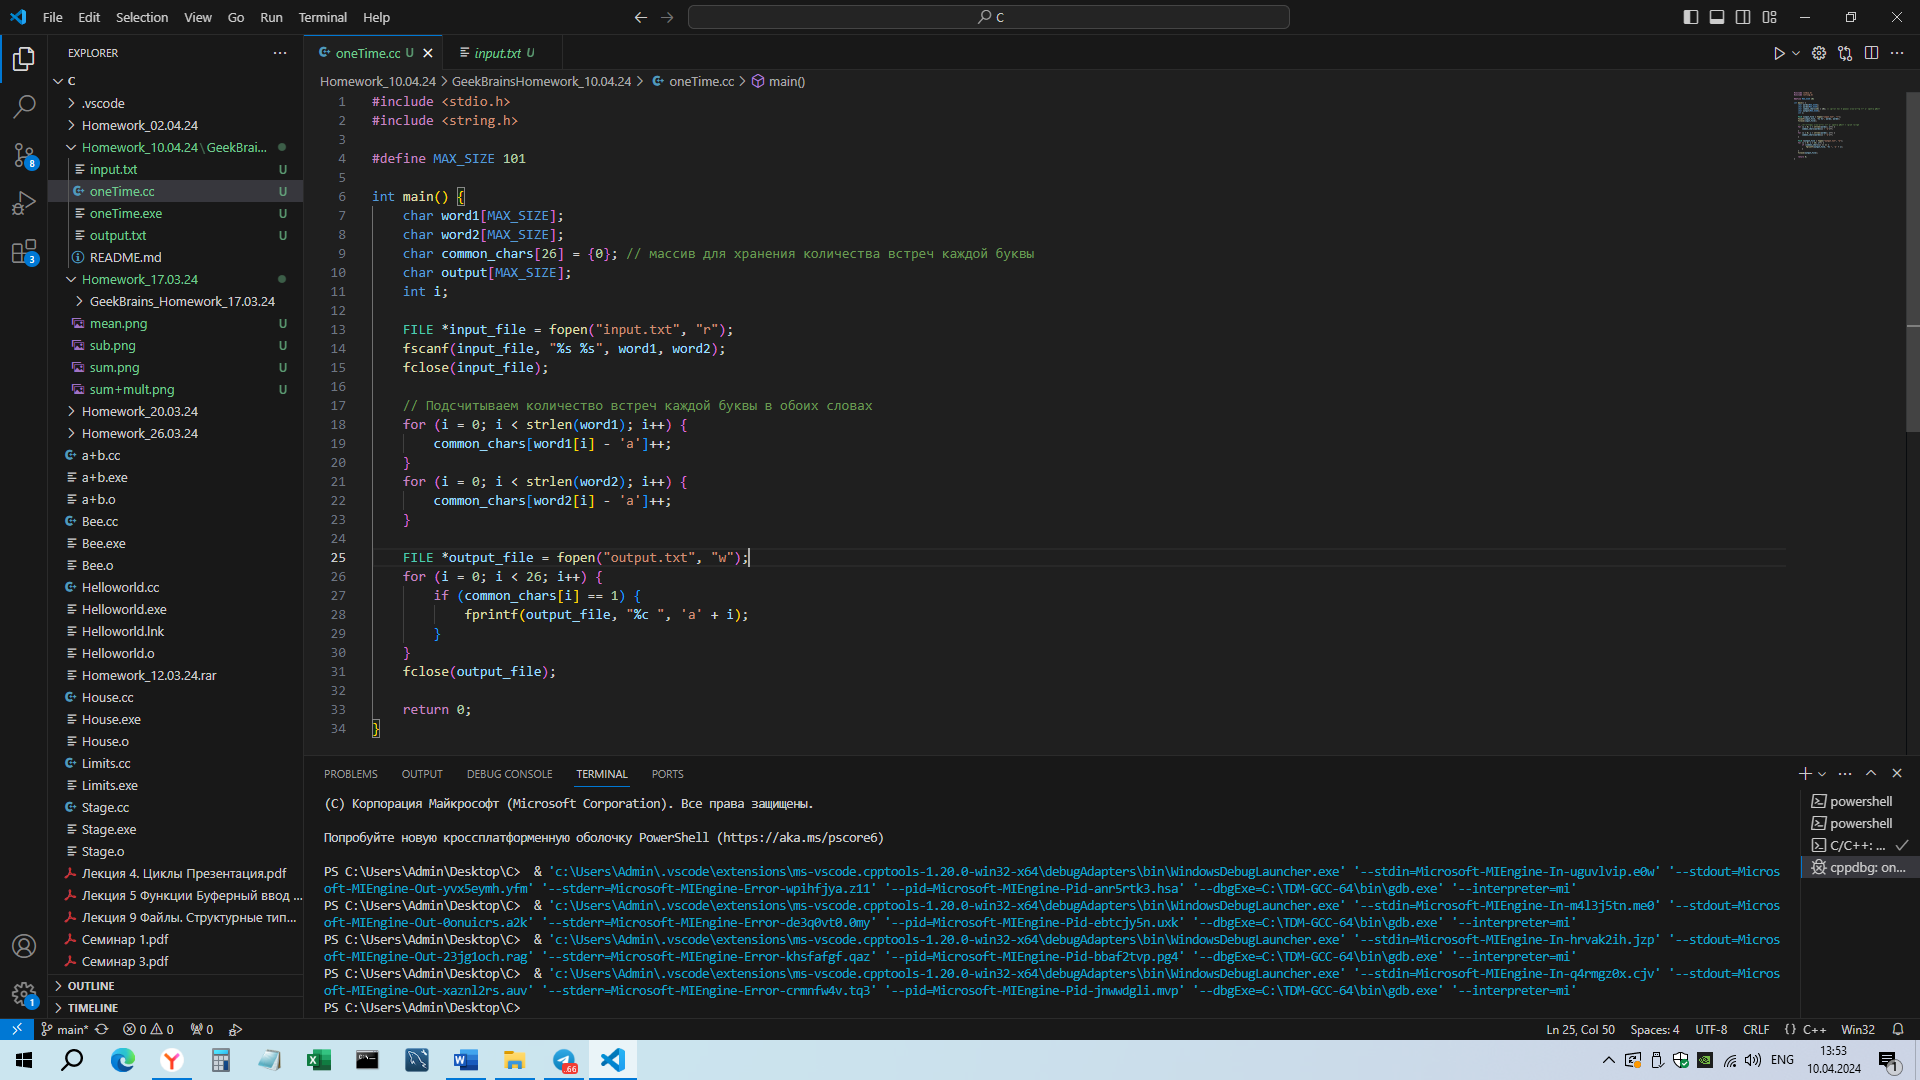 File Edit Selection View Go Run Terminal Help
C
EXPLORER
C
.vscode
Homework_02.04.24
Homework_10.04.24 \ GeekBrai...
input.txt U
oneTime.cc U
oneTime.exe U
output.txt U
README.md
Homework_17.03.24
GeekBrains_Homework_17.03.24
mean.png U
sub.png U
sum.png U
sum+mult.png U
Homework_20.03.24
Homework_26.03.24
a+b.cc
a+b.exe
a+b.o
Bee.cc
Bee.exe
Bee.o
Helloworld.cc
Helloworld.exe
Helloworld.lnk
Helloworld.o
Homework_12.03.24.rar
House.cc
House.exe
House.o
Limits.cc
Limits.exe
Stage.cc
Stage.exe
Stage.o
Лекция 4. Циклы Презентация.pdf
Лекция 5 Функции Буферный ввод ...
Лекция 9 Файлы. Структурные тип...
Семинар 1.pdf
Семинар 3.pdf
OUTLINE
TIMELINE
8
3
1
oneTime.cc U
input.txt U
Homework_10.04.24 > GeekBrainsHomework_10.04.24 > oneTime.cc > main()
1 #include <stdio.h>
2 #include <string.h>
3
4 #define MAX_SIZE 101
5
6 int main() {
7 char word1[MAX_SIZE];
8 char word2[MAX_SIZE];
9 char common_chars[26] = {0}; // массив для хранения количества встреч каждой буквы
10 char output[MAX_SIZE];
11 int i;
12
13 FILE *input_file = fopen("input.txt", "r");
14 fscanf(input_file, "%s %s", word1, word2);
15 fclose(input_file);
16
17 // Подсчитываем количество встреч каждой буквы в обоих словах
18 for (i = 0; i < strlen(word1); i++) {
19 common_chars[word1[i] - 'a']++;
20 }
21 for (i = 0; i < strlen(word2); i++) {
22 common_chars[word2[i] - 'a']++;
23 }
24
25 FILE *output_file = fopen("output.txt", "w");
26 for (i = 0; i < 26; i++) {
27 if (common_chars[i] == 1) {
28 fprintf(output_file, "%c ", 'a' + i);
29 }
30 }
31 fclose(output_file);
32
33 return 0;
34 }
PROBLEMS OUTPUT DEBUG CONSOLE TERMINAL PORTS
(C) Корпорация Майкрософт (Microsoft Corporation). Все права защищены.
Попробуйте новую кроссплатформенную оболочку PowerShell (https://aka.ms/pscore6)
PS C:\Users\Admin\Desktop\C> & 'c:\Users\Admin\.vscode\extensions\ms-vscode.cpptools-1.20.0-win32-x64\debugAdapters\bin\WindowsDebugLauncher.exe' '--stdin=Microsoft-MIEngine-In-uguvlvip.e0w' '--stdout=Micros
oft-MIEngine-Out-yvx5eymh.yfm' '--stderr=Microsoft-MIEngine-Error-wpihfjya.z11' '--pid=Microsoft-MIEngine-Pid-anr5rtk3.hsa' '--dbgExe=C:\TDM-GCC-64\bin\gdb.exe' '--interpreter=mi'
PS C:\Users\Admin\Desktop\C> & 'c:\Users\Admin\.vscode\extensions\ms-vscode.cpptools-1.20.0-win32-x64\debugAdapters\bin\WindowsDebugLauncher.exe' '--stdin=Microsoft-MIEngine-In-m4l3j5tn.me0' '--stdout=Micros
oft-MIEngine-Out-0onuicrs.a2k' '--stderr=Microsoft-MIEngine-Error-de3q0vt0.0my' '--pid=Microsoft-MIEngine-Pid-ebtcjy5n.uxk' '--dbgExe=C:\TDM-GCC-64\bin\gdb.exe' '--interpreter=mi'
PS C:\Users\Admin\Desktop\C> & 'c:\Users\Admin\.vscode\extensions\ms-vscode.cpptools-1.20.0-win32-x64\debugAdapters\bin\WindowsDebugLauncher.exe' '--stdin=Microsoft-MIEngine-In-hrvak2ih.jzp' '--stdout=Micros
oft-MIEngine-Out-23jg1och.rag' '--stderr=Microsoft-MIEngine-Error-khsfafgf.qaz' '--pid=Microsoft-MIEngine-Pid-bbaf2tvp.pg4' '--dbgExe=C:\TDM-GCC-64\bin\gdb.exe' '--interpreter=mi'
PS C:\Users\Admin\Desktop\C> & 'c:\Users\Admin\.vscode\extensions\ms-vscode.cpptools-1.20.0-win32-x64\debugAdapters\bin\WindowsDebugLauncher.exe' '--stdin=Microsoft-MIEngine-In-q4rmgz0x.cjv' '--stdout=Micros
oft-MIEngine-Out-xaznl2rs.auv' '--stderr=Microsoft-MIEngine-Error-crmnfw4v.tq3' '--pid=Microsoft-MIEngine-Pid-jnwwdgli.mvp' '--dbgExe=C:\TDM-GCC-64\bin\gdb.exe' '--interpreter=mi'
PS C:\Users\Admin\Desktop\C>
powershell
powershell
C/C++: ...
cppdbg: on...
main* 0 0 0
Ln 25, Col 50 Spaces: 4 UTF-8 CRLF {} C++ Win32
.66
ENG
13:53
10.04.2024
1